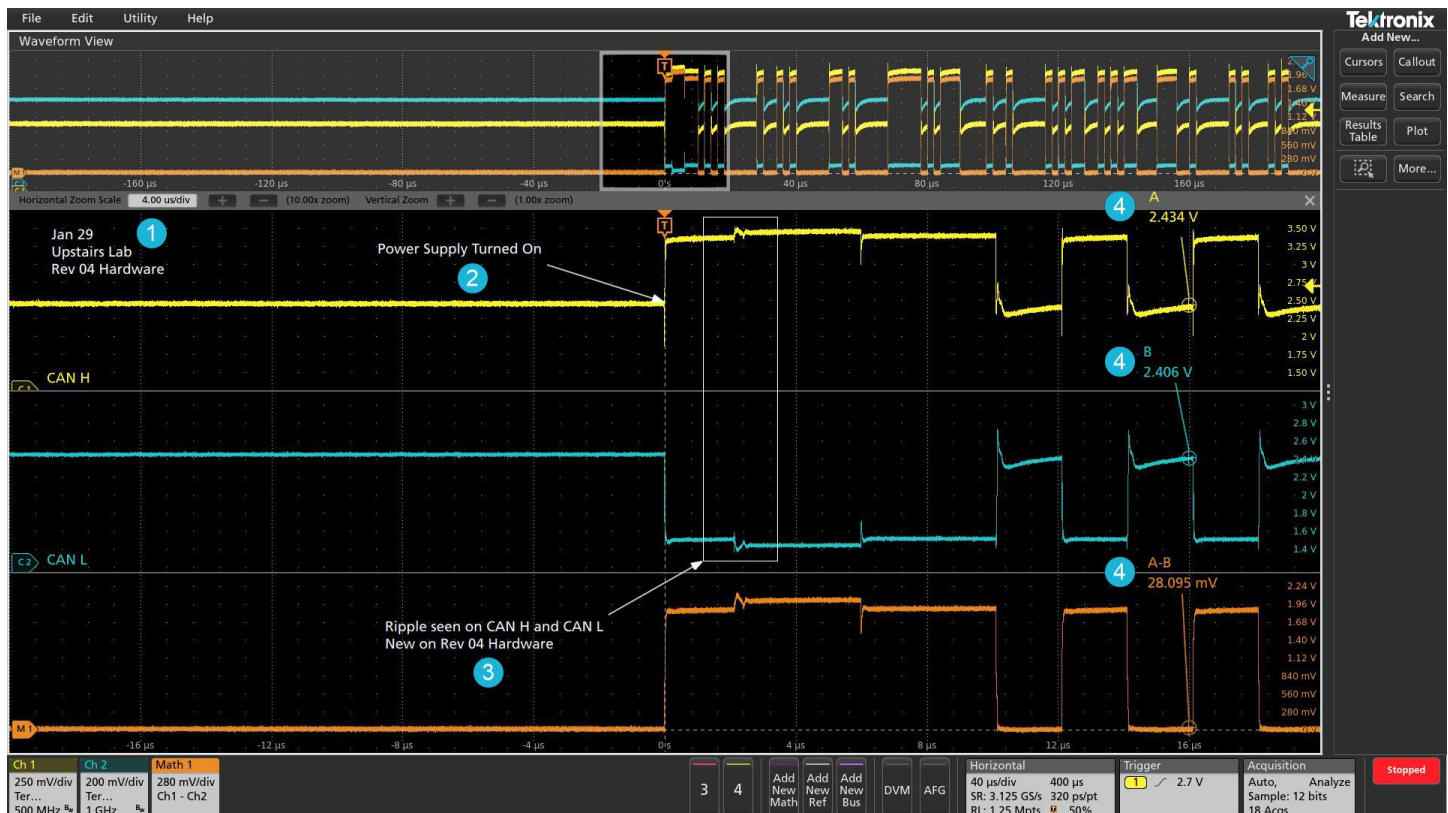 File Edit Utility Help
Tektronix
Waveform View
Add New...
Cursors Callout
Measure Search
Results Table Plot
More...
1.96 V
1.68 V
1.40 V
1.12 V
840 mV
560 mV
280 mV
T
M
-160 µs -120 µs -80 µs -40 µs 0 s 40 µs 80 µs 120 µs 160 µs
Horizontal Zoom Scale 4.00 us/div + - (10.00x zoom) Vertical Zoom + - (1.00x zoom)
Jan 29
Upstairs Lab
Rev 04 Hardware
1
Power Supply Turned On
2
T
4
A
2.434 V
3.50 V
3.25 V
3 V
2.75 V
2.50 V
2.25 V
2 V
1.75 V
1.50 V
C1
CAN H
4
B
2.406 V
3 V
2.8 V
2.6 V
2.4 V
2.2 V
2 V
1.8 V
1.6 V
1.4 V
C2
CAN L
4
A-B
28.095 mV
2.24 V
1.96 V
1.68 V
1.40 V
1.12 V
840 mV
560 mV
280 mV
Ripple seen on CAN H and CAN L
New on Rev 04 Hardware
3
M 1
-16 µs -12 µs -8 µs -4 µs 0 s 4 µs 8 µs 12 µs 16 µs
Ch 1
250 mV/div
Ter...
500 MHz Bw
Ch 2
200 mV/div
Ter...
1 GHz Bw
Math 1
280 mV/div
Ch1 - Ch2
3
4
Add
New
Math
Add
New
Ref
Add
New
Bus
DVM
AFG
Horizontal
40 µs/div 400 µs
SR: 3.125 GS/s 320 ps/pt
RL: 1.25 Mpts 50%
Trigger
1 2.7 V
Acquisition
Auto, Analyze
Sample: 12 bits
18 Acqs
Stopped